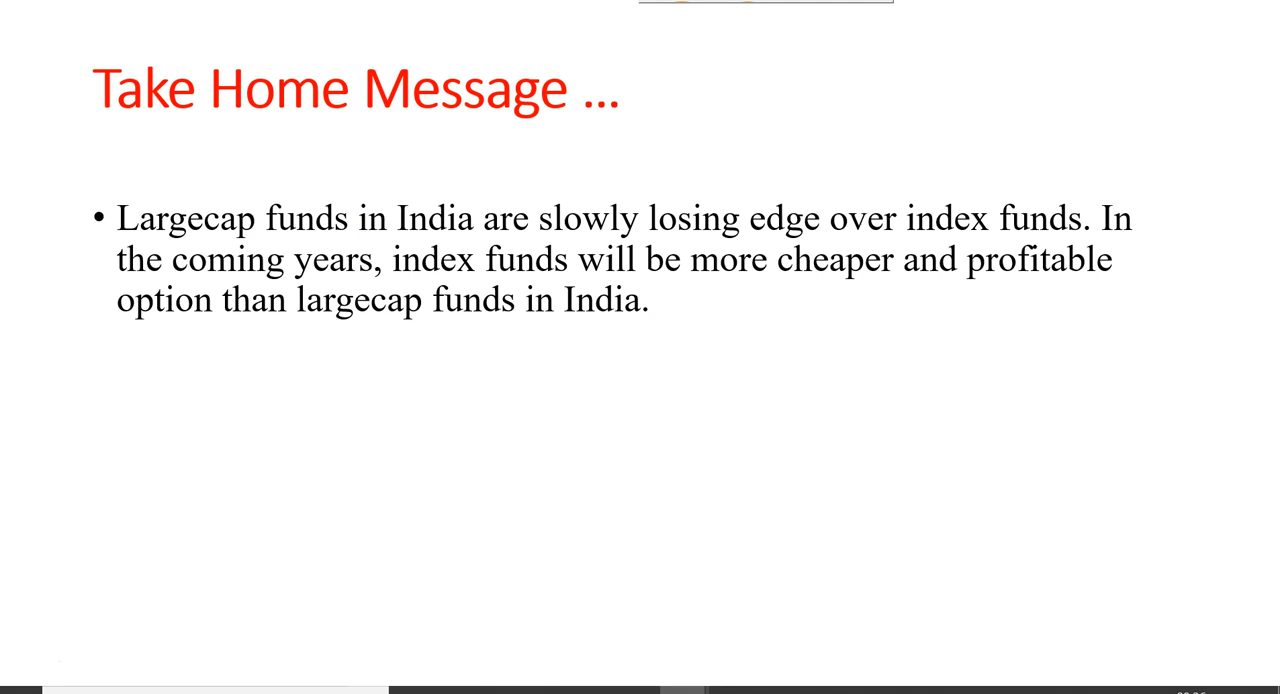 Take Home Message ...
• Largecap funds in India are slowly losing edge over index funds. In
the coming years, index funds will be more cheaper and profitable
option than largecap funds in India.